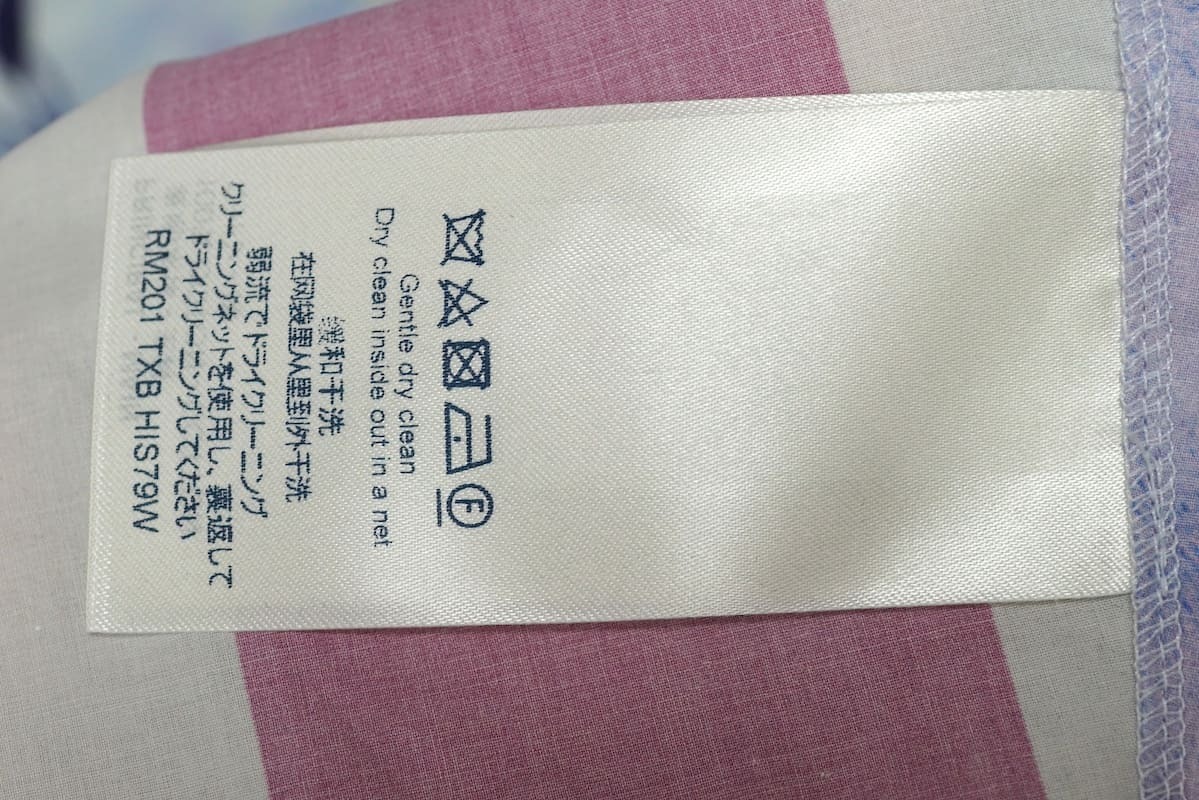 F
Gentle dry clean
Dry clean inside out in a net
缓和干洗
在网袋里从里到外干洗
弱流でドライクリーニング
クリーニングネットを使用し、裏返して
ドライクリーニングしてください
RM201 TXB HIS79W